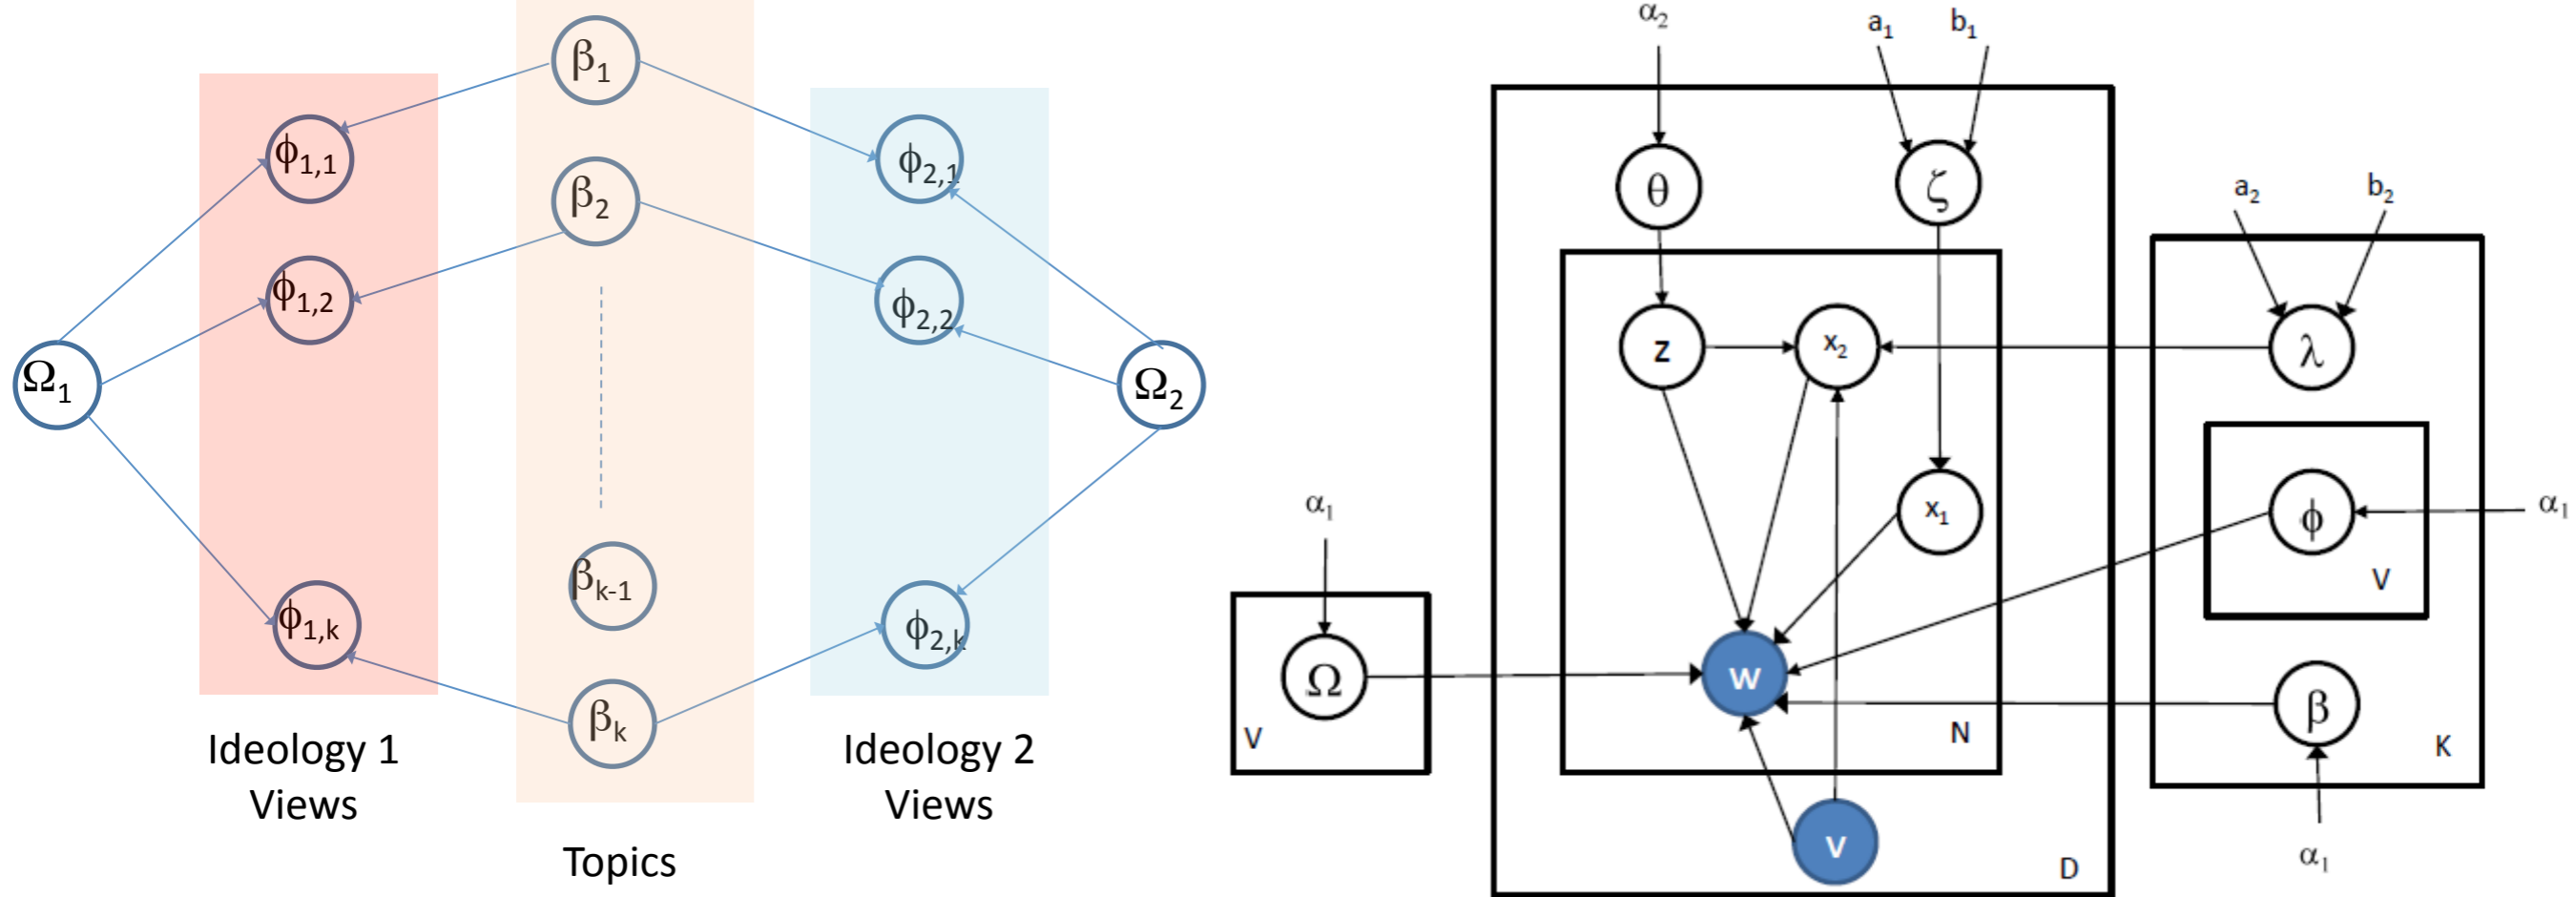 β1
β2
βk-1
βk
ϕ1,1
ϕ1,2
ϕ1,k
ϕ2,1
ϕ2,2
ϕ2,k
Ω1
Ω2
Ideology 1
Views
Topics
Ideology 2
Views
α2
a1
b1
θ
ζ
a2
b2
z
x2
λ
x1
α1
ϕ
α1
V
Ω
V
w
β
N
K
v
D
α1